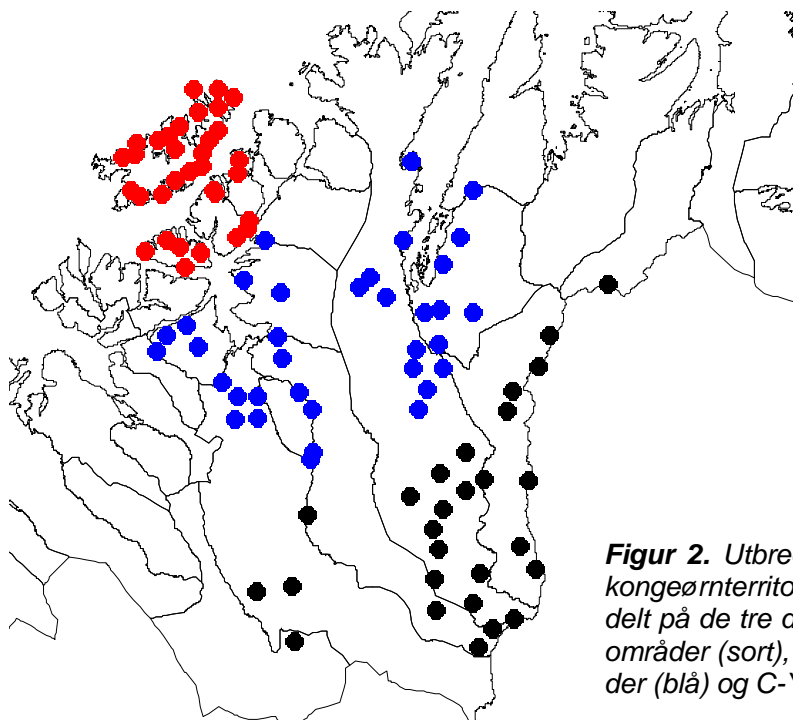 Figur 2. Utbre
kongeørnterrito
delt på de tre d
områder (sort),
der (blå) og C-Y